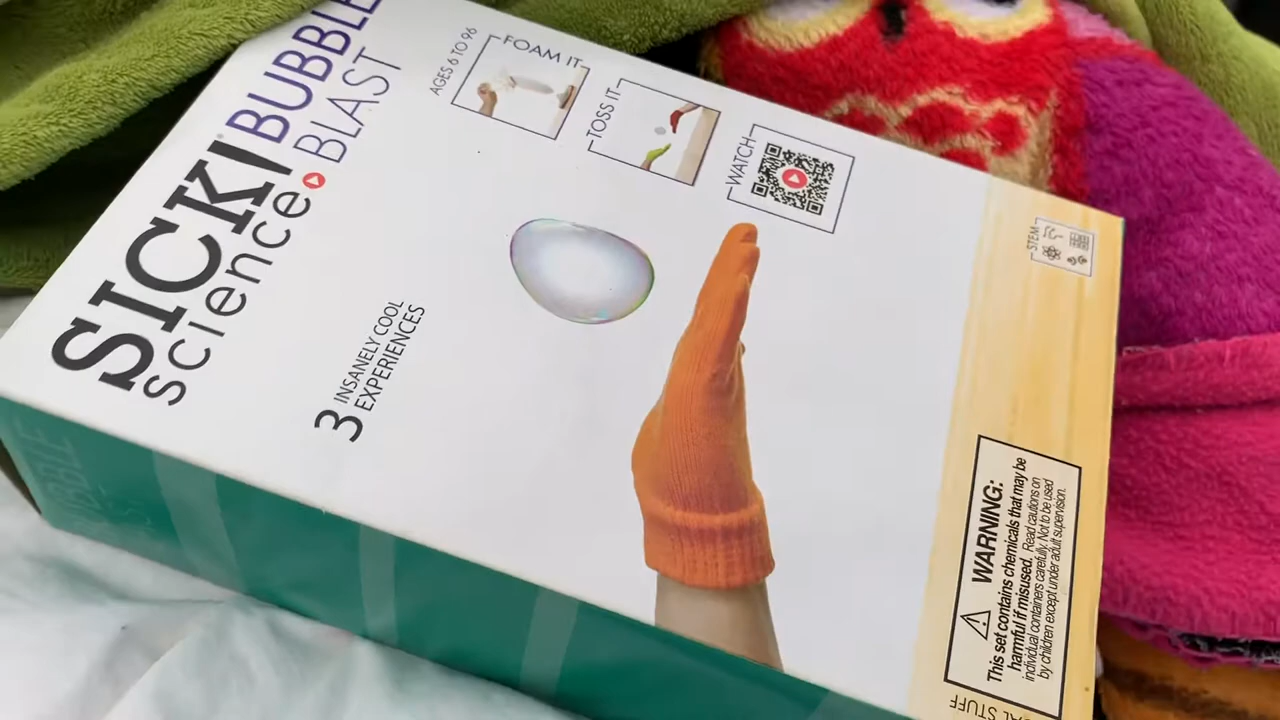 SICK!
science
BUBBLE
BLAST
AGES 6 TO 96
FOAM IT
TOSS IT
WATCH
3 INSANELY COOL
EXPERIENCES
STEM
WARNING:
This set contains chemicals that may be
harmful if misused. Read cautions on
individual containers carefully. Not to be used
by children except under adult supervision.
STUFF